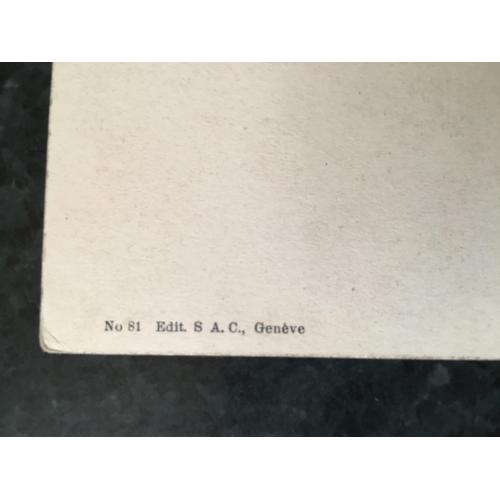 No 81 Edit. S A. C., Genève